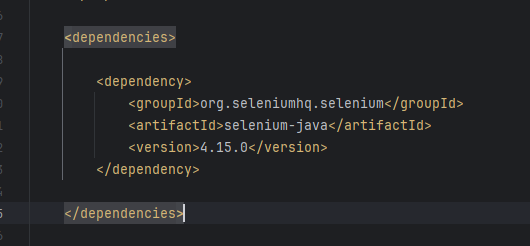 <dependencies>
<dependency>
<groupId>org.seleniumhq.selenium</groupId>
<artifactId>selenium-java</artifactId>
<version>4.15.0</version>
</dependency>
</dependencies>